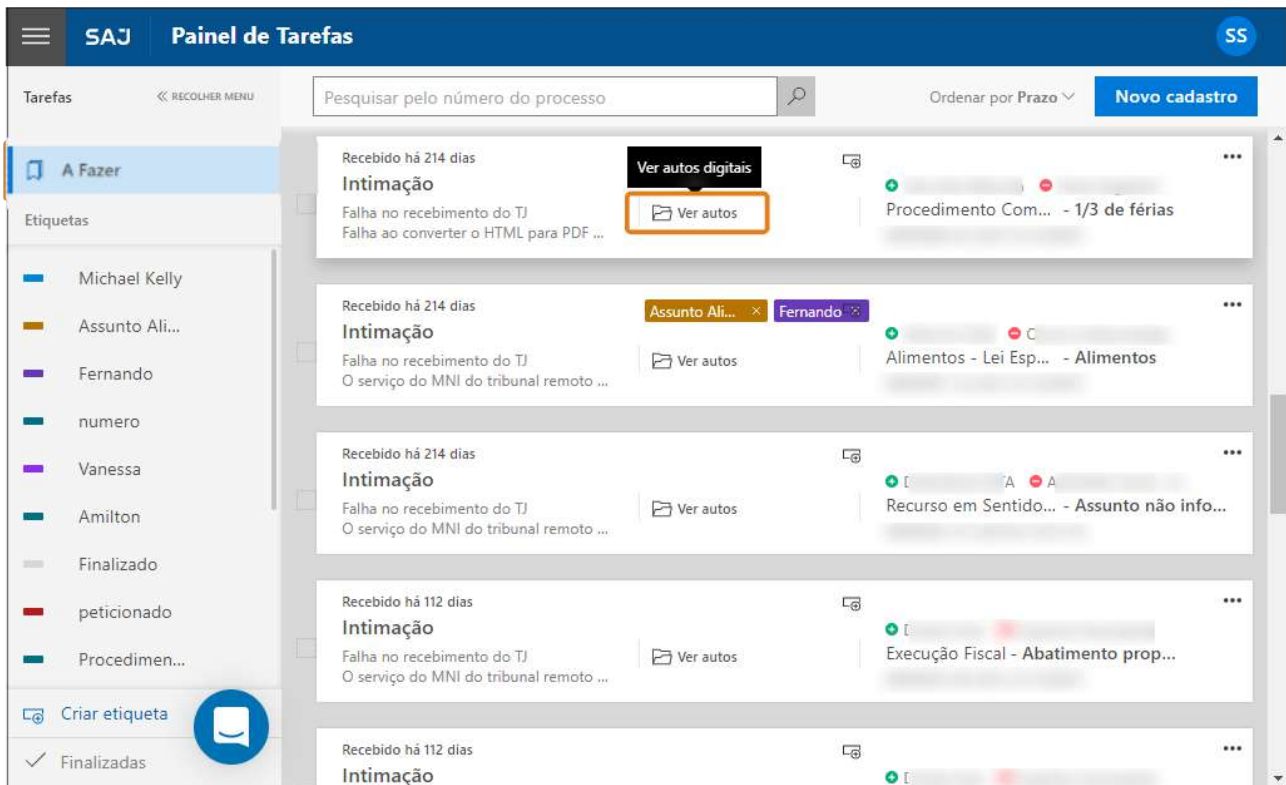 SAJ Painel de Tarefas SS
Tarefas RECOLHER MENU
Pesquisar pelo número do processo
Ordenar por Prazo
Novo cadastro
A Fazer
Etiquetas
Michael Kelly
Assunto Ali...
Fernando
numero
Vanessa
Amilton
Finalizado
peticionado
Procedimen...
Criar etiqueta
Finalizadas
Recebido há 214 dias
Intimação
Falha no recebimento do TJ
Falha ao converter o HTML para PDF ...
Ver autos digitais
Ver autos
Procedimento Com... - 1/3 de férias
Recebido há 214 dias
Intimação
Falha no recebimento do TJ
O serviço do MNI do tribunal remoto ...
Assunto Ali... × Fernando ×
Ver autos
Alimentos - Lei Esp... - Alimentos
Recebido há 214 dias
Intimação
Falha no recebimento do TJ
O serviço do MNI do tribunal remoto ...
Ver autos
Recurso em Sentido... - Assunto não info...
Recebido há 112 dias
Intimação
Falha no recebimento do TJ
O serviço do MNI do tribunal remoto ...
Ver autos
Execução Fiscal - Abatimento prop...
Recebido há 112 dias
Intimação